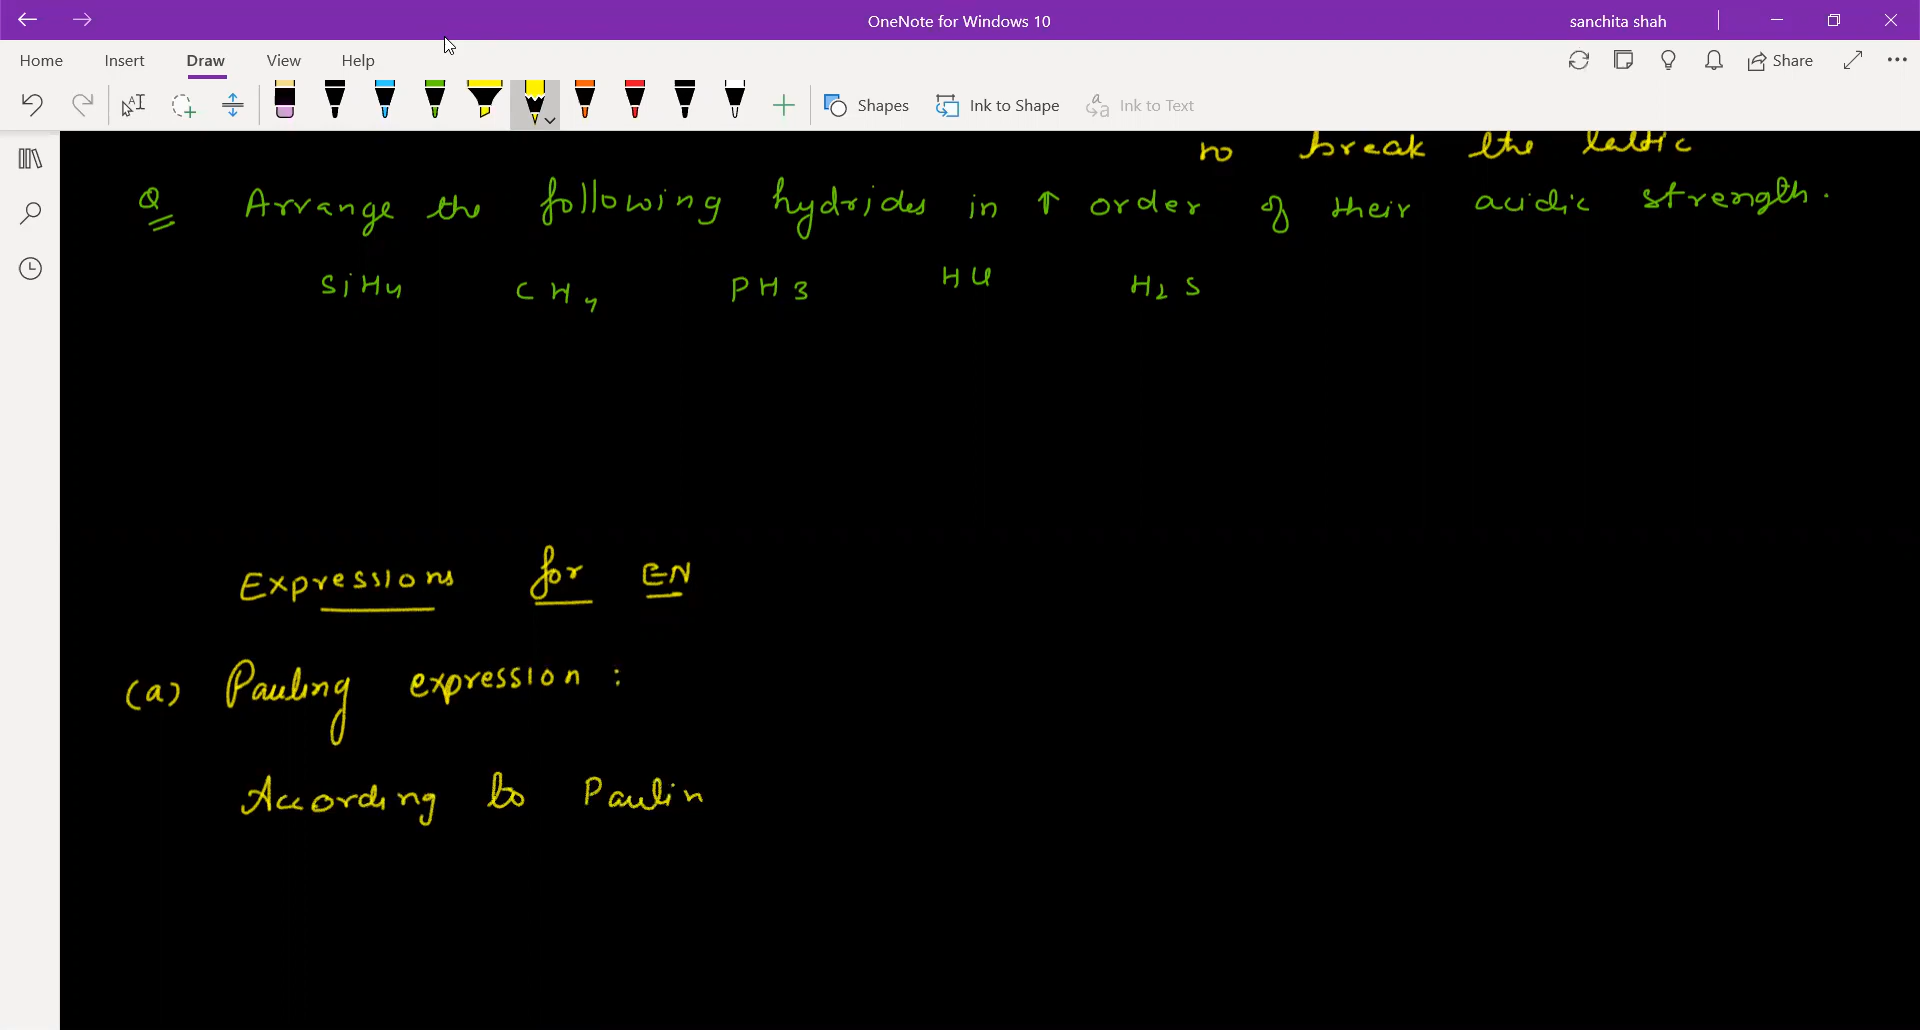 OneNote for Windows 10
sanchita shah
Home Insert Draw View Help
Share
Shapes Ink to Shape Ink to Text
to break the lattic
Q Arrange the following hydrides in ↑ order of their acidic strength.
SiH4 CH4 PH3 HCl H2S
Expressions for EN
(a) Pauling expression :
According to Paulin